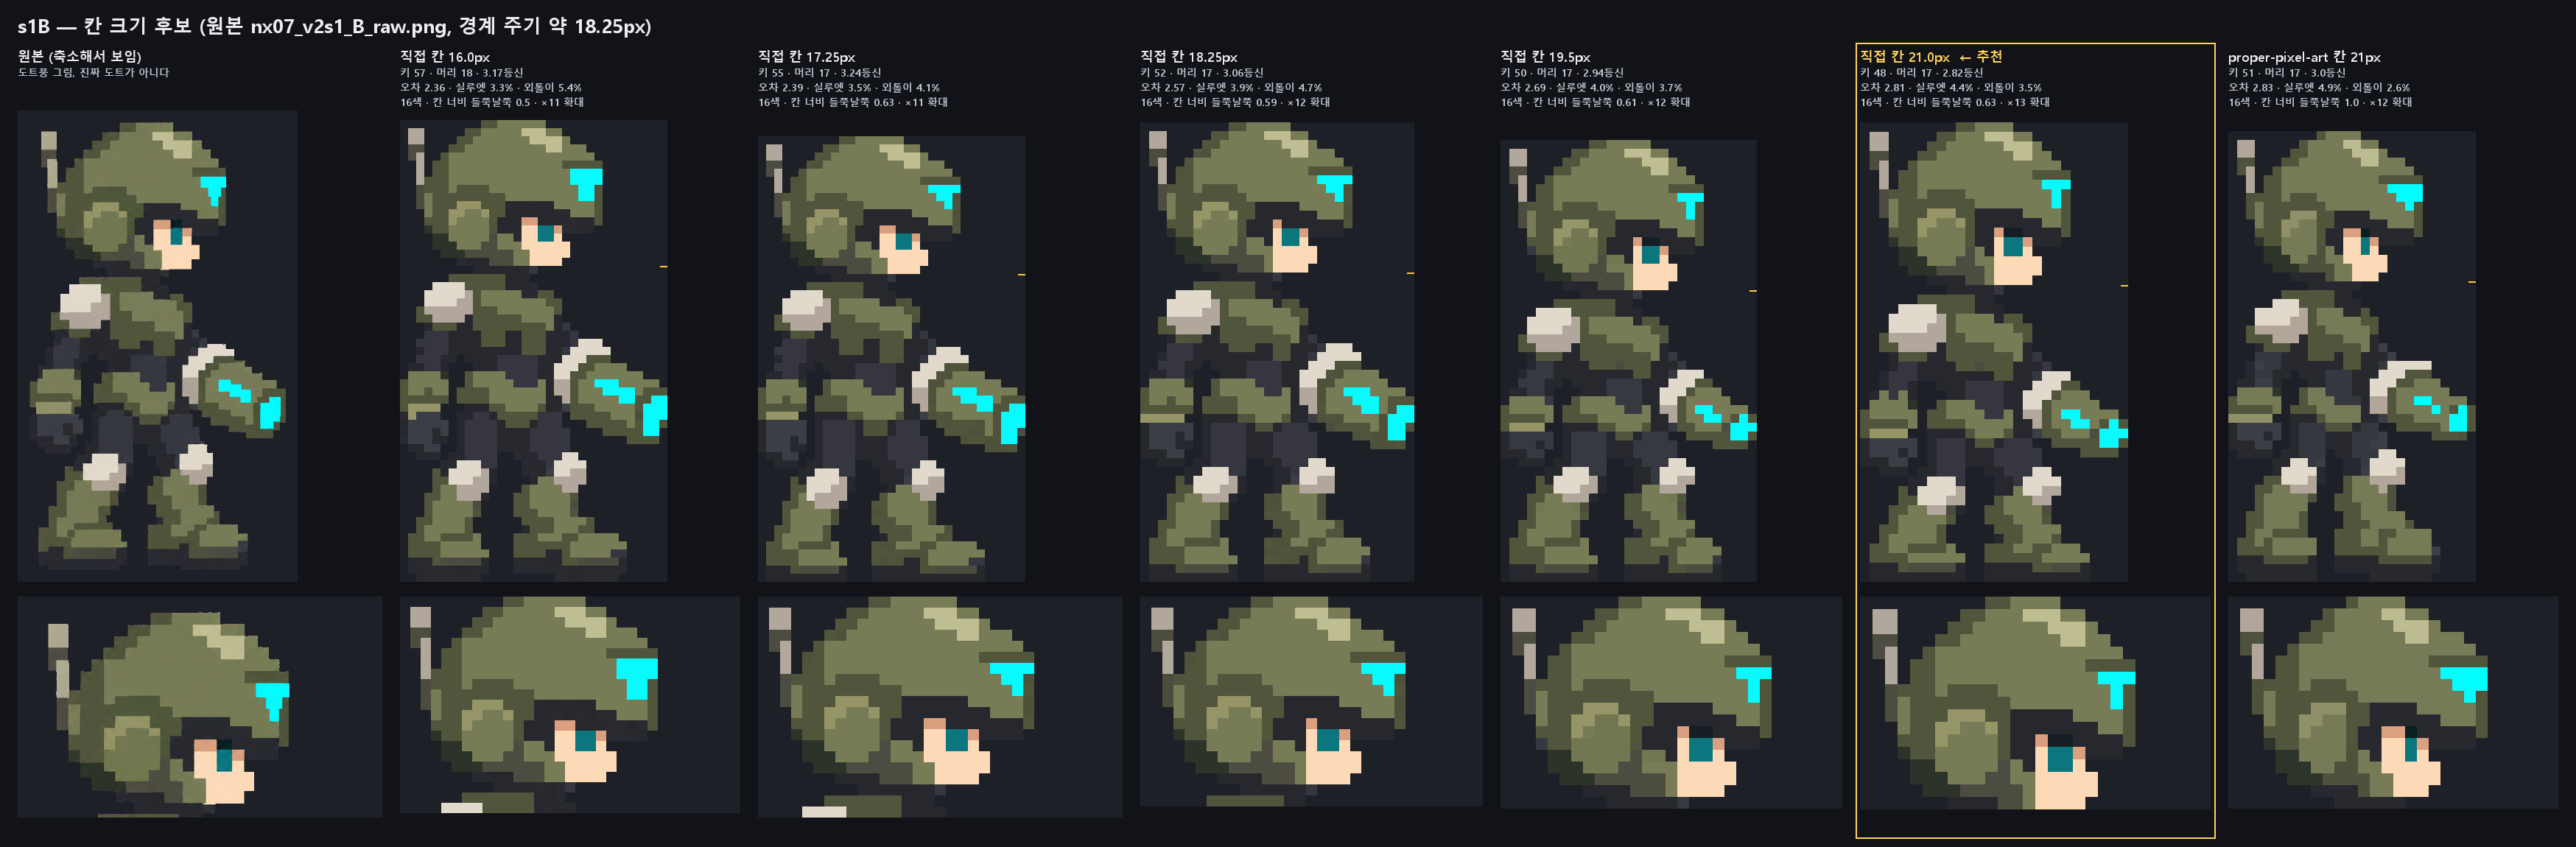 s1B — 칸 크기 후보 (원본 nx07_v2s1_B_raw.png, 경계 주기 약 18.25px)
원본 (축소해서 보임)
도트풍 그림, 진짜 도트가 아니다
직접 칸 16.0px
키 57 · 머리 18 · 3.17등신
오차 2.36 · 실루엣 3.3% · 외톨이 5.4%
16색 · 칸 너비 들쭉날쭉 0.5 · ×11 확대
직접 칸 17.25px
키 55 · 머리 17 · 3.24등신
오차 2.39 · 실루엣 3.5% · 외톨이 4.1%
16색 · 칸 너비 들쭉날쭉 0.63 · ×11 확대
직접 칸 18.25px
키 52 · 머리 17 · 3.06등신
오차 2.57 · 실루엣 3.9% · 외톨이 4.7%
16색 · 칸 너비 들쭉날쭉 0.59 · ×12 확대
직접 칸 19.5px
키 50 · 머리 17 · 2.94등신
오차 2.69 · 실루엣 4.0% · 외톨이 3.7%
16색 · 칸 너비 들쭉날쭉 0.61 · ×12 확대
직접 칸 21.0px ← 추천
키 48 · 머리 17 · 2.82등신
오차 2.81 · 실루엣 4.4% · 외톨이 3.5%
16색 · 칸 너비 들쭉날쭉 0.63 · ×13 확대
proper-pixel-art 칸 21px
키 51 · 머리 17 · 3.0등신
오차 2.83 · 실루엣 4.9% · 외톨이 2.6%
16색 · 칸 너비 들쭉날쭉 1.0 · ×12 확대